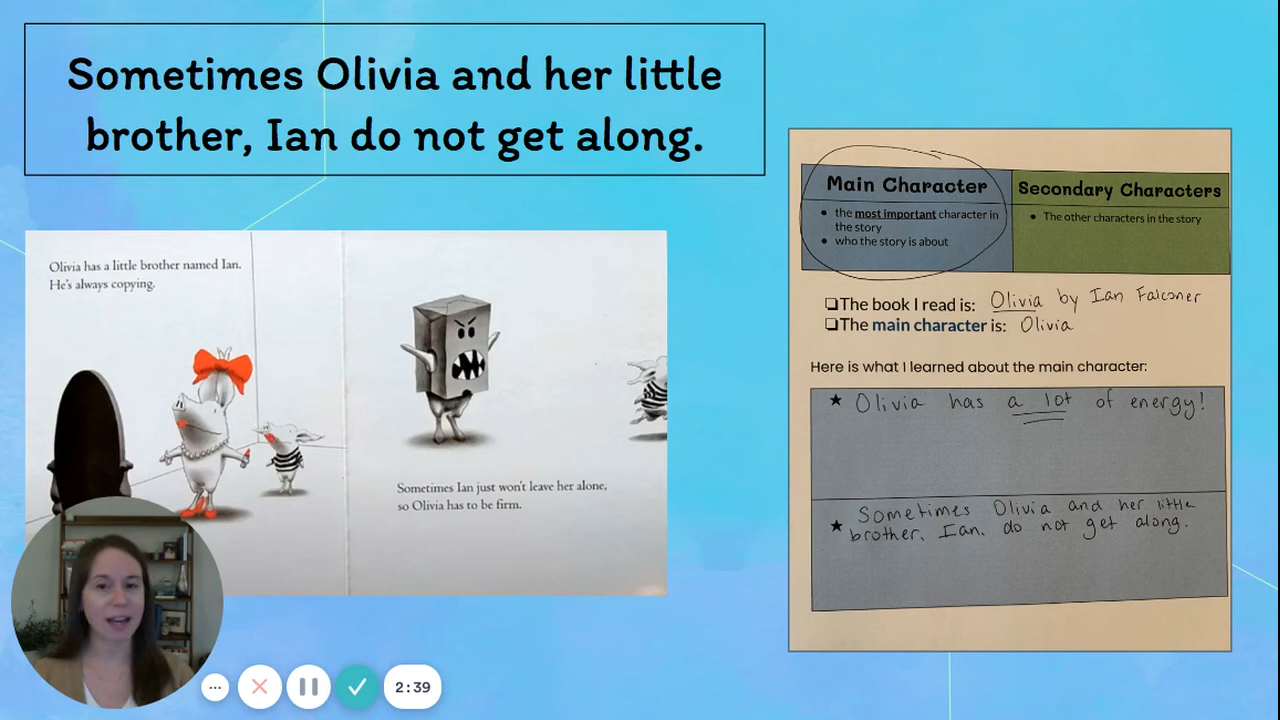 Sometimes Olivia and her little
brother, Ian do not get along.
Olivia has a little brother named Ian.
He's always copying.
Sometimes Ian just won't leave her alone,
so Olivia has to be firm.
Main Character
• the most important character in
the story
• who the story is about
Secondary Characters
• The other characters in the story
❑The book I read is: Olivia by Ian Falconer
❑The main character is: Olivia
Here is what I learned about the main character:
★ Olivia has a lot of energy!
★ Sometimes Olivia and her little
brother, Ian, do not get along.
2:39